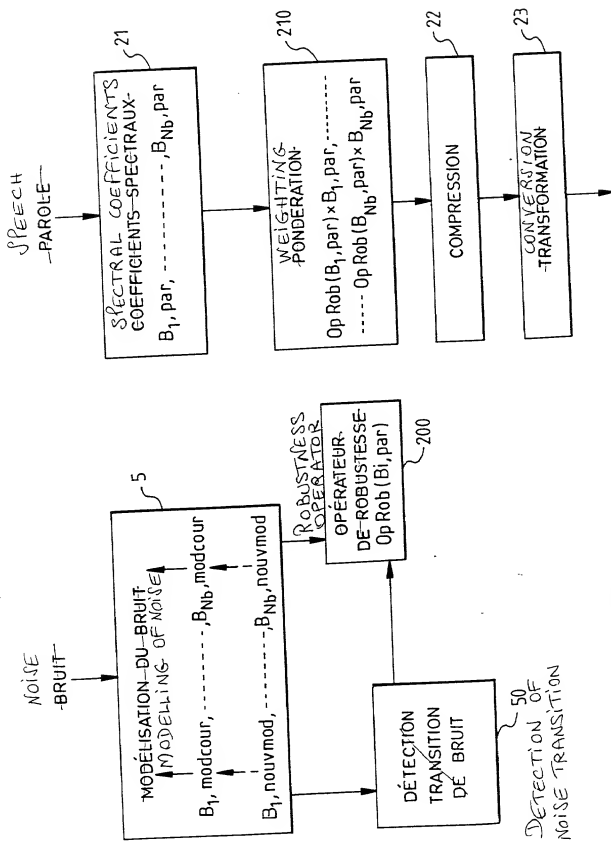 SPEECH
PAROLE
21
SPECTRAL COEFFICIENTS
COEFFICIENTS SPECTRAUX
B1, par, -----------, BNb, par
210
WEIGHTING
PONDÉRATION
Op Rob (B1, par) × B1, par, ---------
----- Op Rob (BNb, par) × BNb, par
22
COMPRESSION
23
CONVERSION
TRANSFORMATION
NOISE
BRUIT
5
MODÉLISATION DU BRUIT
MODELLING OF NOISE
B1, modcour, ---------, BNb, modcour
B1, nouvmod, --------, BNb, nouvmod
ROBUSTNESS
OPERATOR
OPÉRATEUR
DE ROBUSTESSE
Op Rob (Bi, par)
200
DÉTECTION
TRANSITION
DE BRUIT
50
DETECTION OF
NOISE TRANSITION